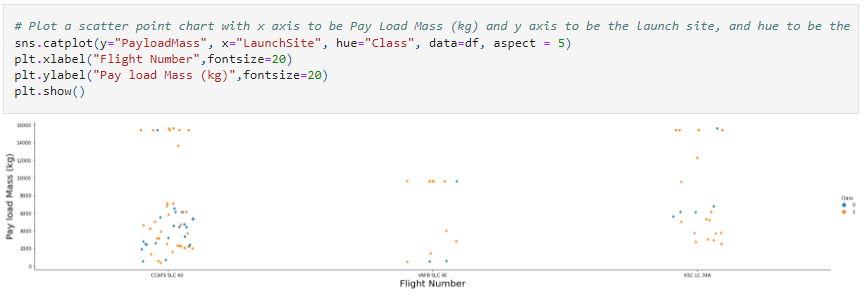 # Plot a scatter point chart with x axis to be Pay Load Mass (kg) and y axis to be the launch site, and hue to be the
sns.catplot(y="PayloadMass", x="LaunchSite", hue="Class", data=df, aspect = 5)
plt.xlabel("Flight Number",fontsize=20)
plt.ylabel("Pay load Mass (kg)",fontsize=20)
plt.show()
Pay load Mass (kg)
16000
14000
12000
10000
8000
6000
4000
2000
0
Class
0
1
CCAFS SLC 40
VAFB SLC 4E
KSC LC 39A
Flight Number